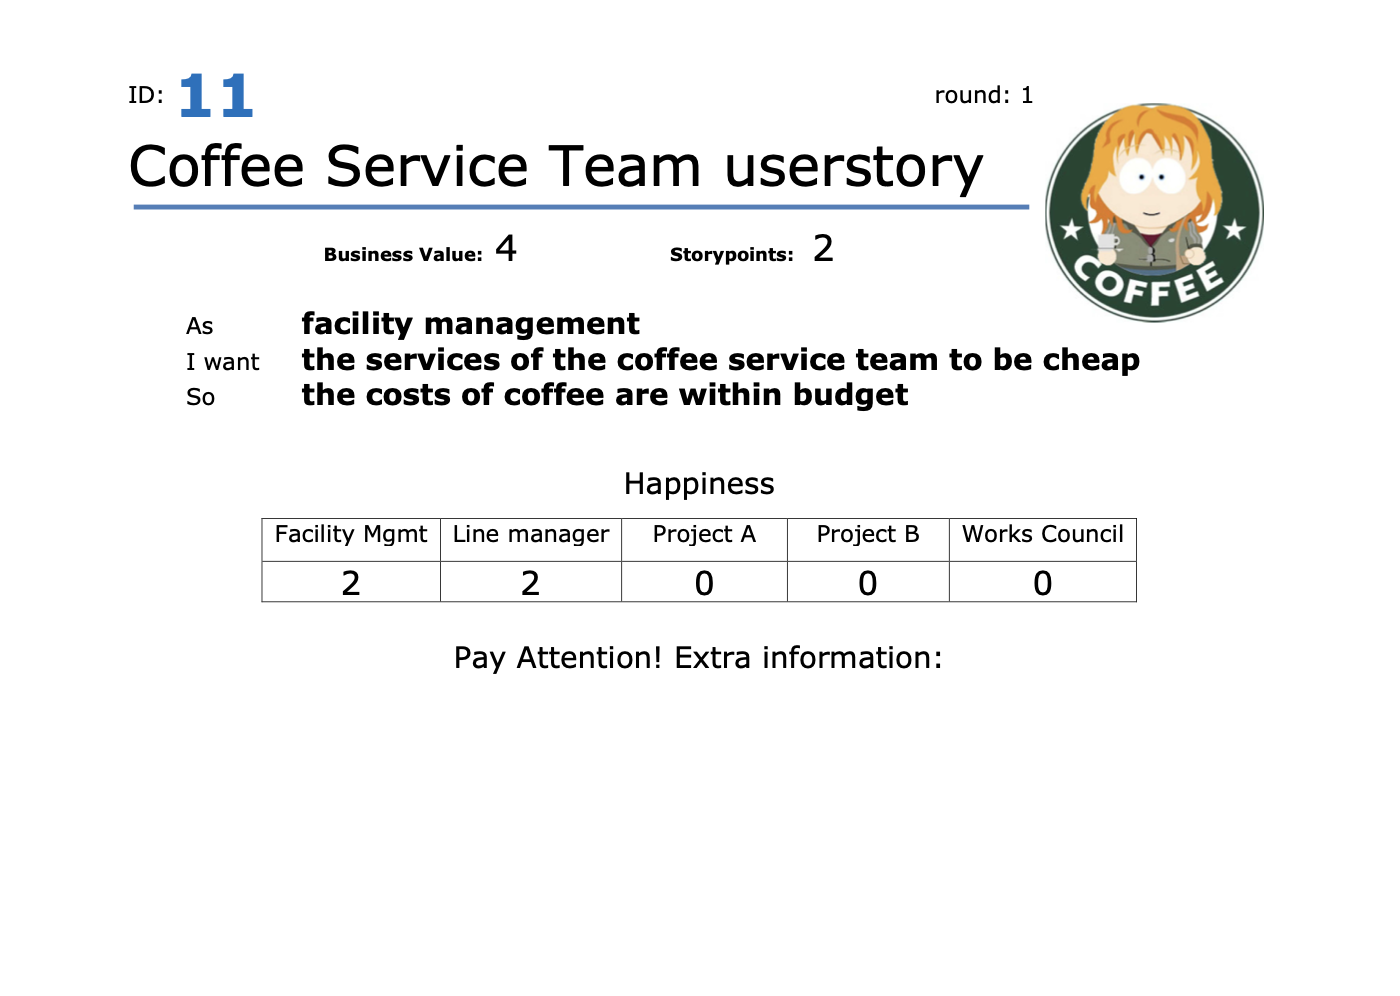 ID: 11
round: 1
Coffee Service Team userstory
Business Value: 4 Storypoints: 2
As facility management
I want the services of the coffee service team to be cheap
So the costs of coffee are within budget
COFFEE
Happiness
Facility Mgmt Line manager Project A Project B Works Council
2 2 0 0 0
Pay Attention! Extra information: